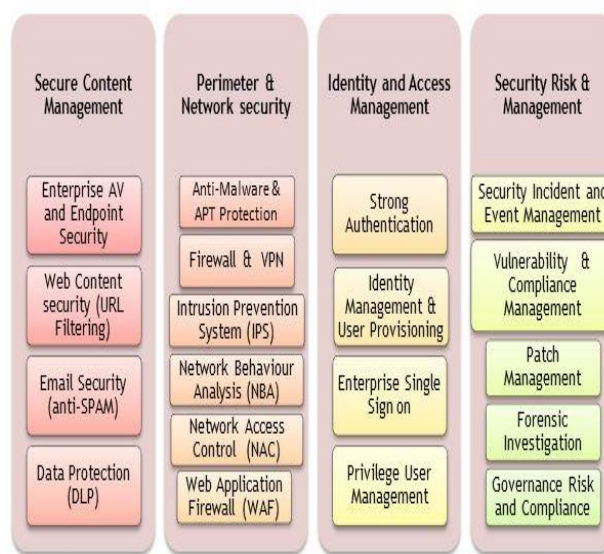 Secure Content
Management
Enterprise AV
and Endpoint
Security
Web Content
security (URL
Filtering)
Email Security
(anti-SPAM)
Data Protection
(DLP)
Perimeter &
Network security
Anti-Malware &
APT Protection
Firewall & VPN
Intrusion Prevention
System (IPS)
Network Behaviour
Analysis (NBA)
Network Access
Control (NAC)
Web Application
Firewall (WAF)
Identity and Access
Management
Strong
Authentication
Identity
Management &
User Provisioning
Enterprise Single
Sign on
Privilege User
Management
Security Risk &
Management
Security Incident and
Event Management
Vulnerability &
Compliance
Management
Patch
Management
Forensic
Investigation
Governance Risk
and Compliance